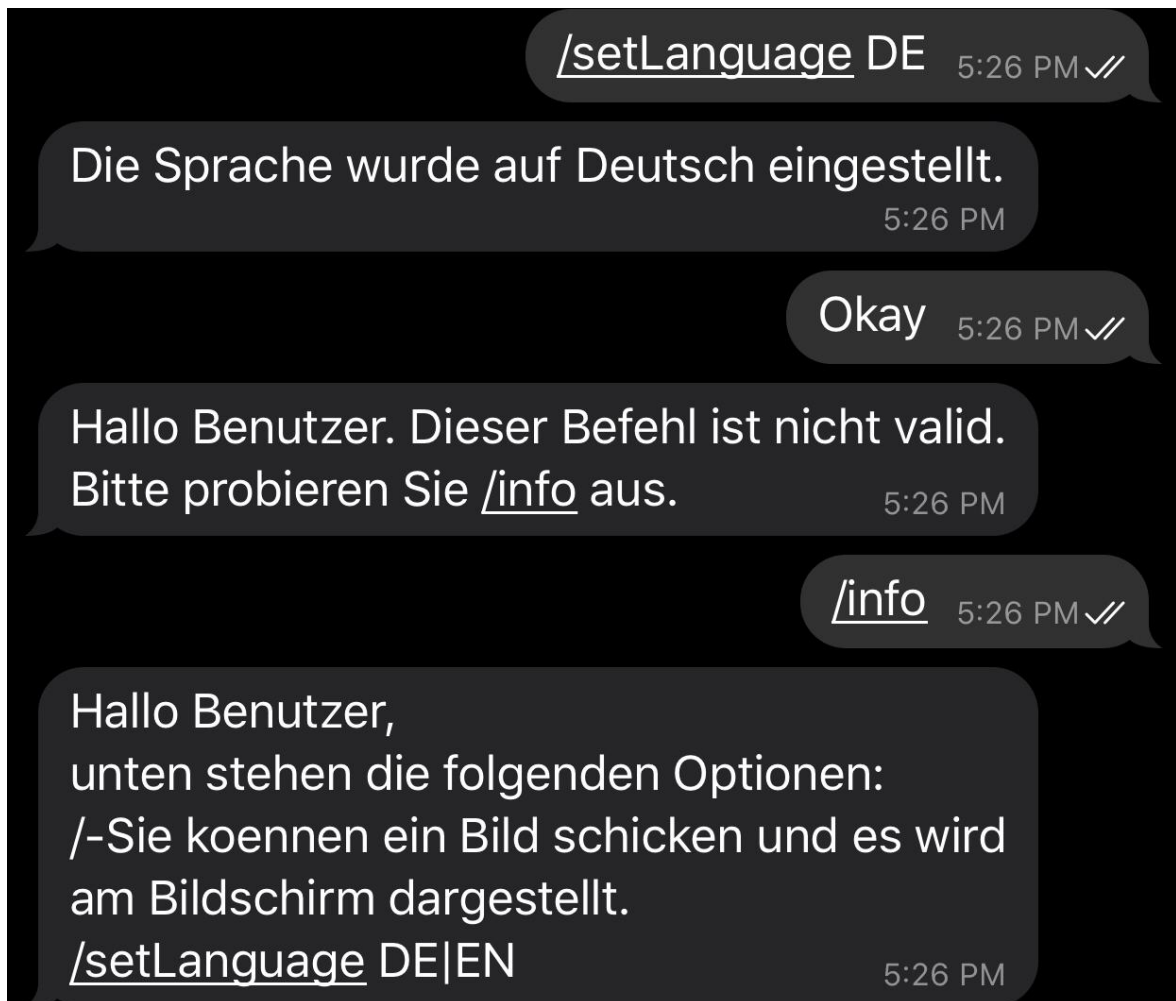 /setLanguage DE 5:26 PM
Die Sprache wurde auf Deutsch eingestellt.
5:26 PM
Okay 5:26 PM
Hallo Benutzer. Dieser Befehl ist nicht valid.
Bitte probieren Sie /info aus. 5:26 PM
/info 5:26 PM
Hallo Benutzer,
unten stehen die folgenden Optionen:
/-Sie koennen ein Bild schicken und es wird
am Bildschirm dargestellt.
/setLanguage DE|EN 5:26 PM